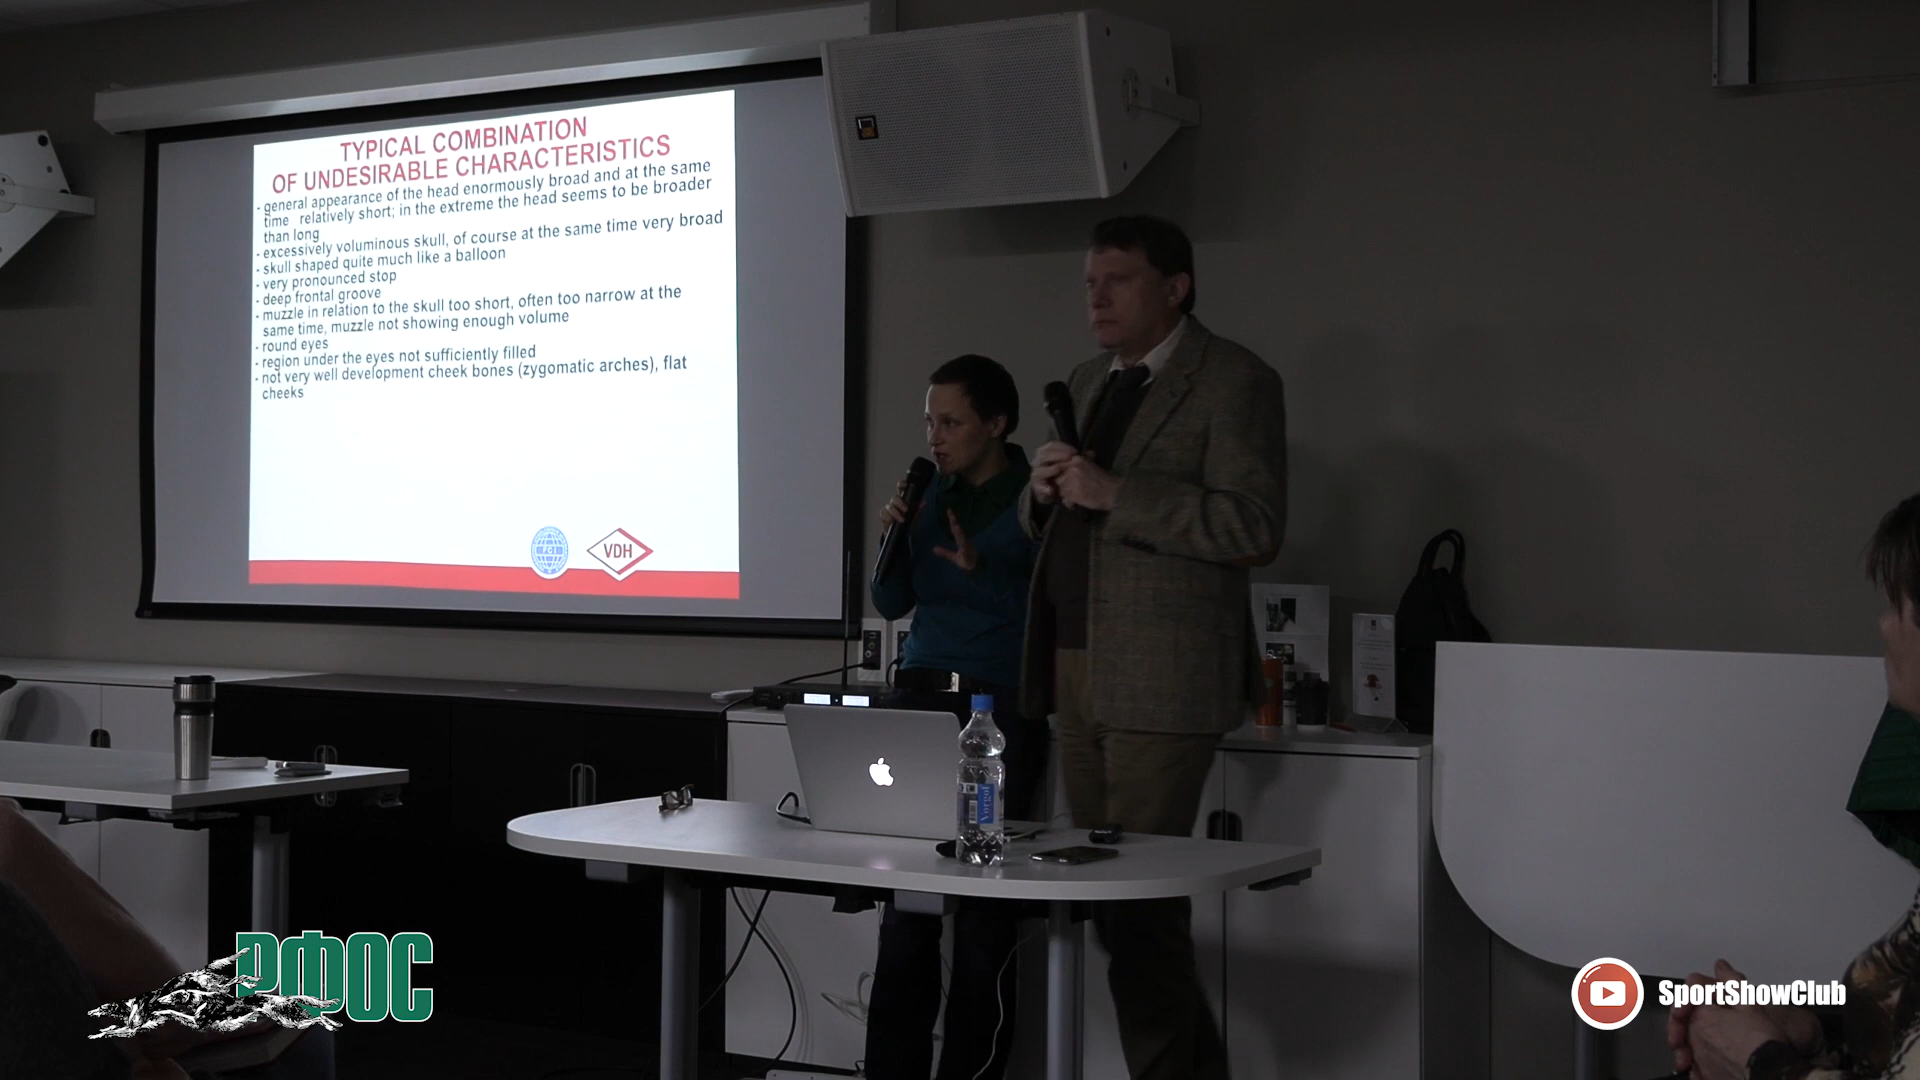 TYPICAL COMBINATION
OF UNDESIRABLE CHARACTERISTICS
- general appearance of the head enormously broad and at the same
time relatively short; in the extreme the head seems to be broader
than long
- excessively voluminous skull, of course at the same time very broad
- skull shaped quite much like a balloon
- very pronounced stop
- deep frontal groove
- muzzle in relation to the skull too short, often too narrow at the
same time, muzzle not showing enough volume
- round eyes
- region under the eyes not sufficiently filled
- not very well development cheek bones (zygomatic arches), flat
cheeks
FCI
VDH
Vorgol
РФОС
SportShowClub